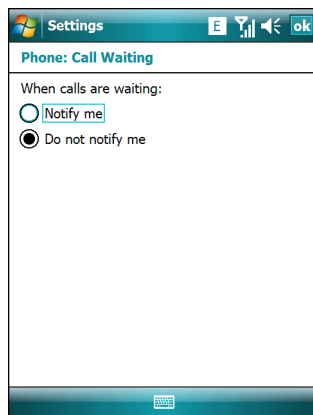 Settings
E
ok
Phone: Call Waiting
When calls are waiting:
Notify me
Do not notify me